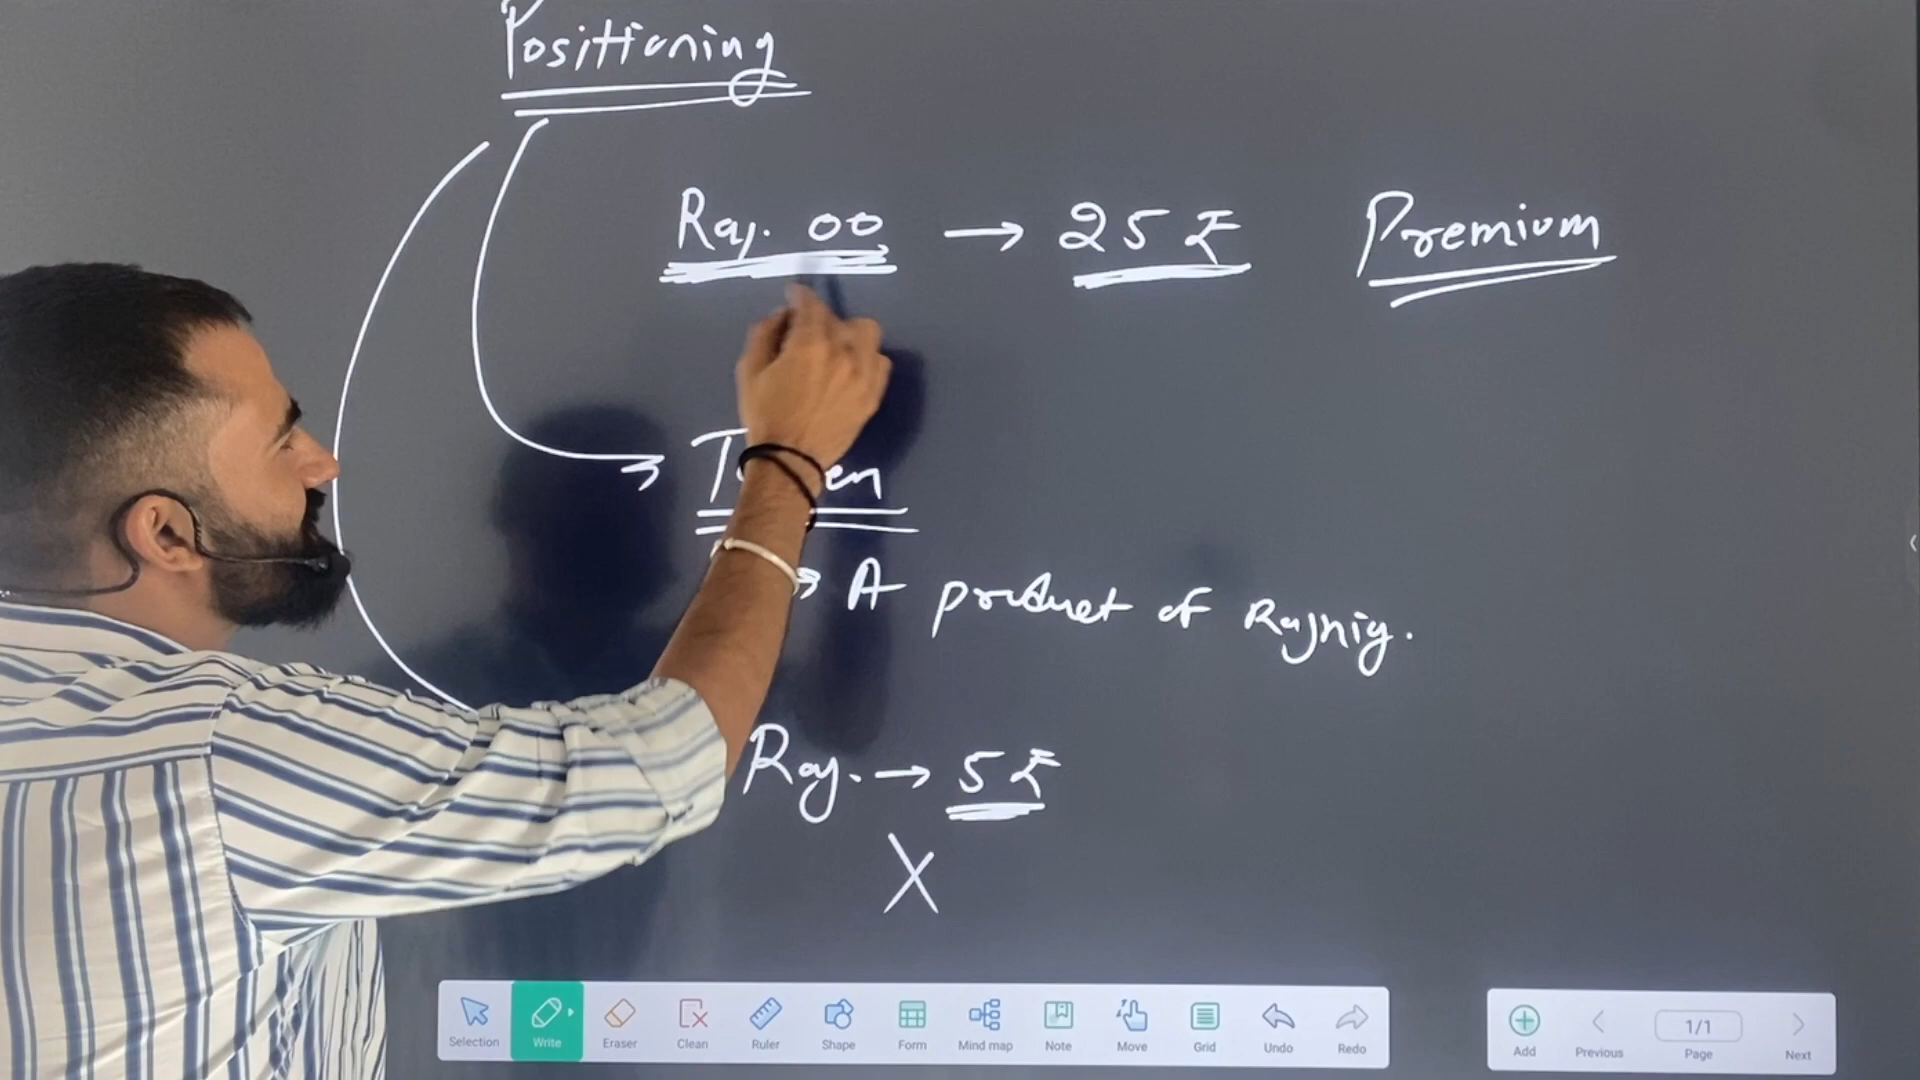 Positioning
Raj. 00 → 25 ₹ Premium
→ A product of Rajnig.
Raj. → 5 ₹
X
Selection Write Eraser Clean Ruler Shape Form Mind map Note Move Grid Undo Redo
Add Previous 1/1 Page Next